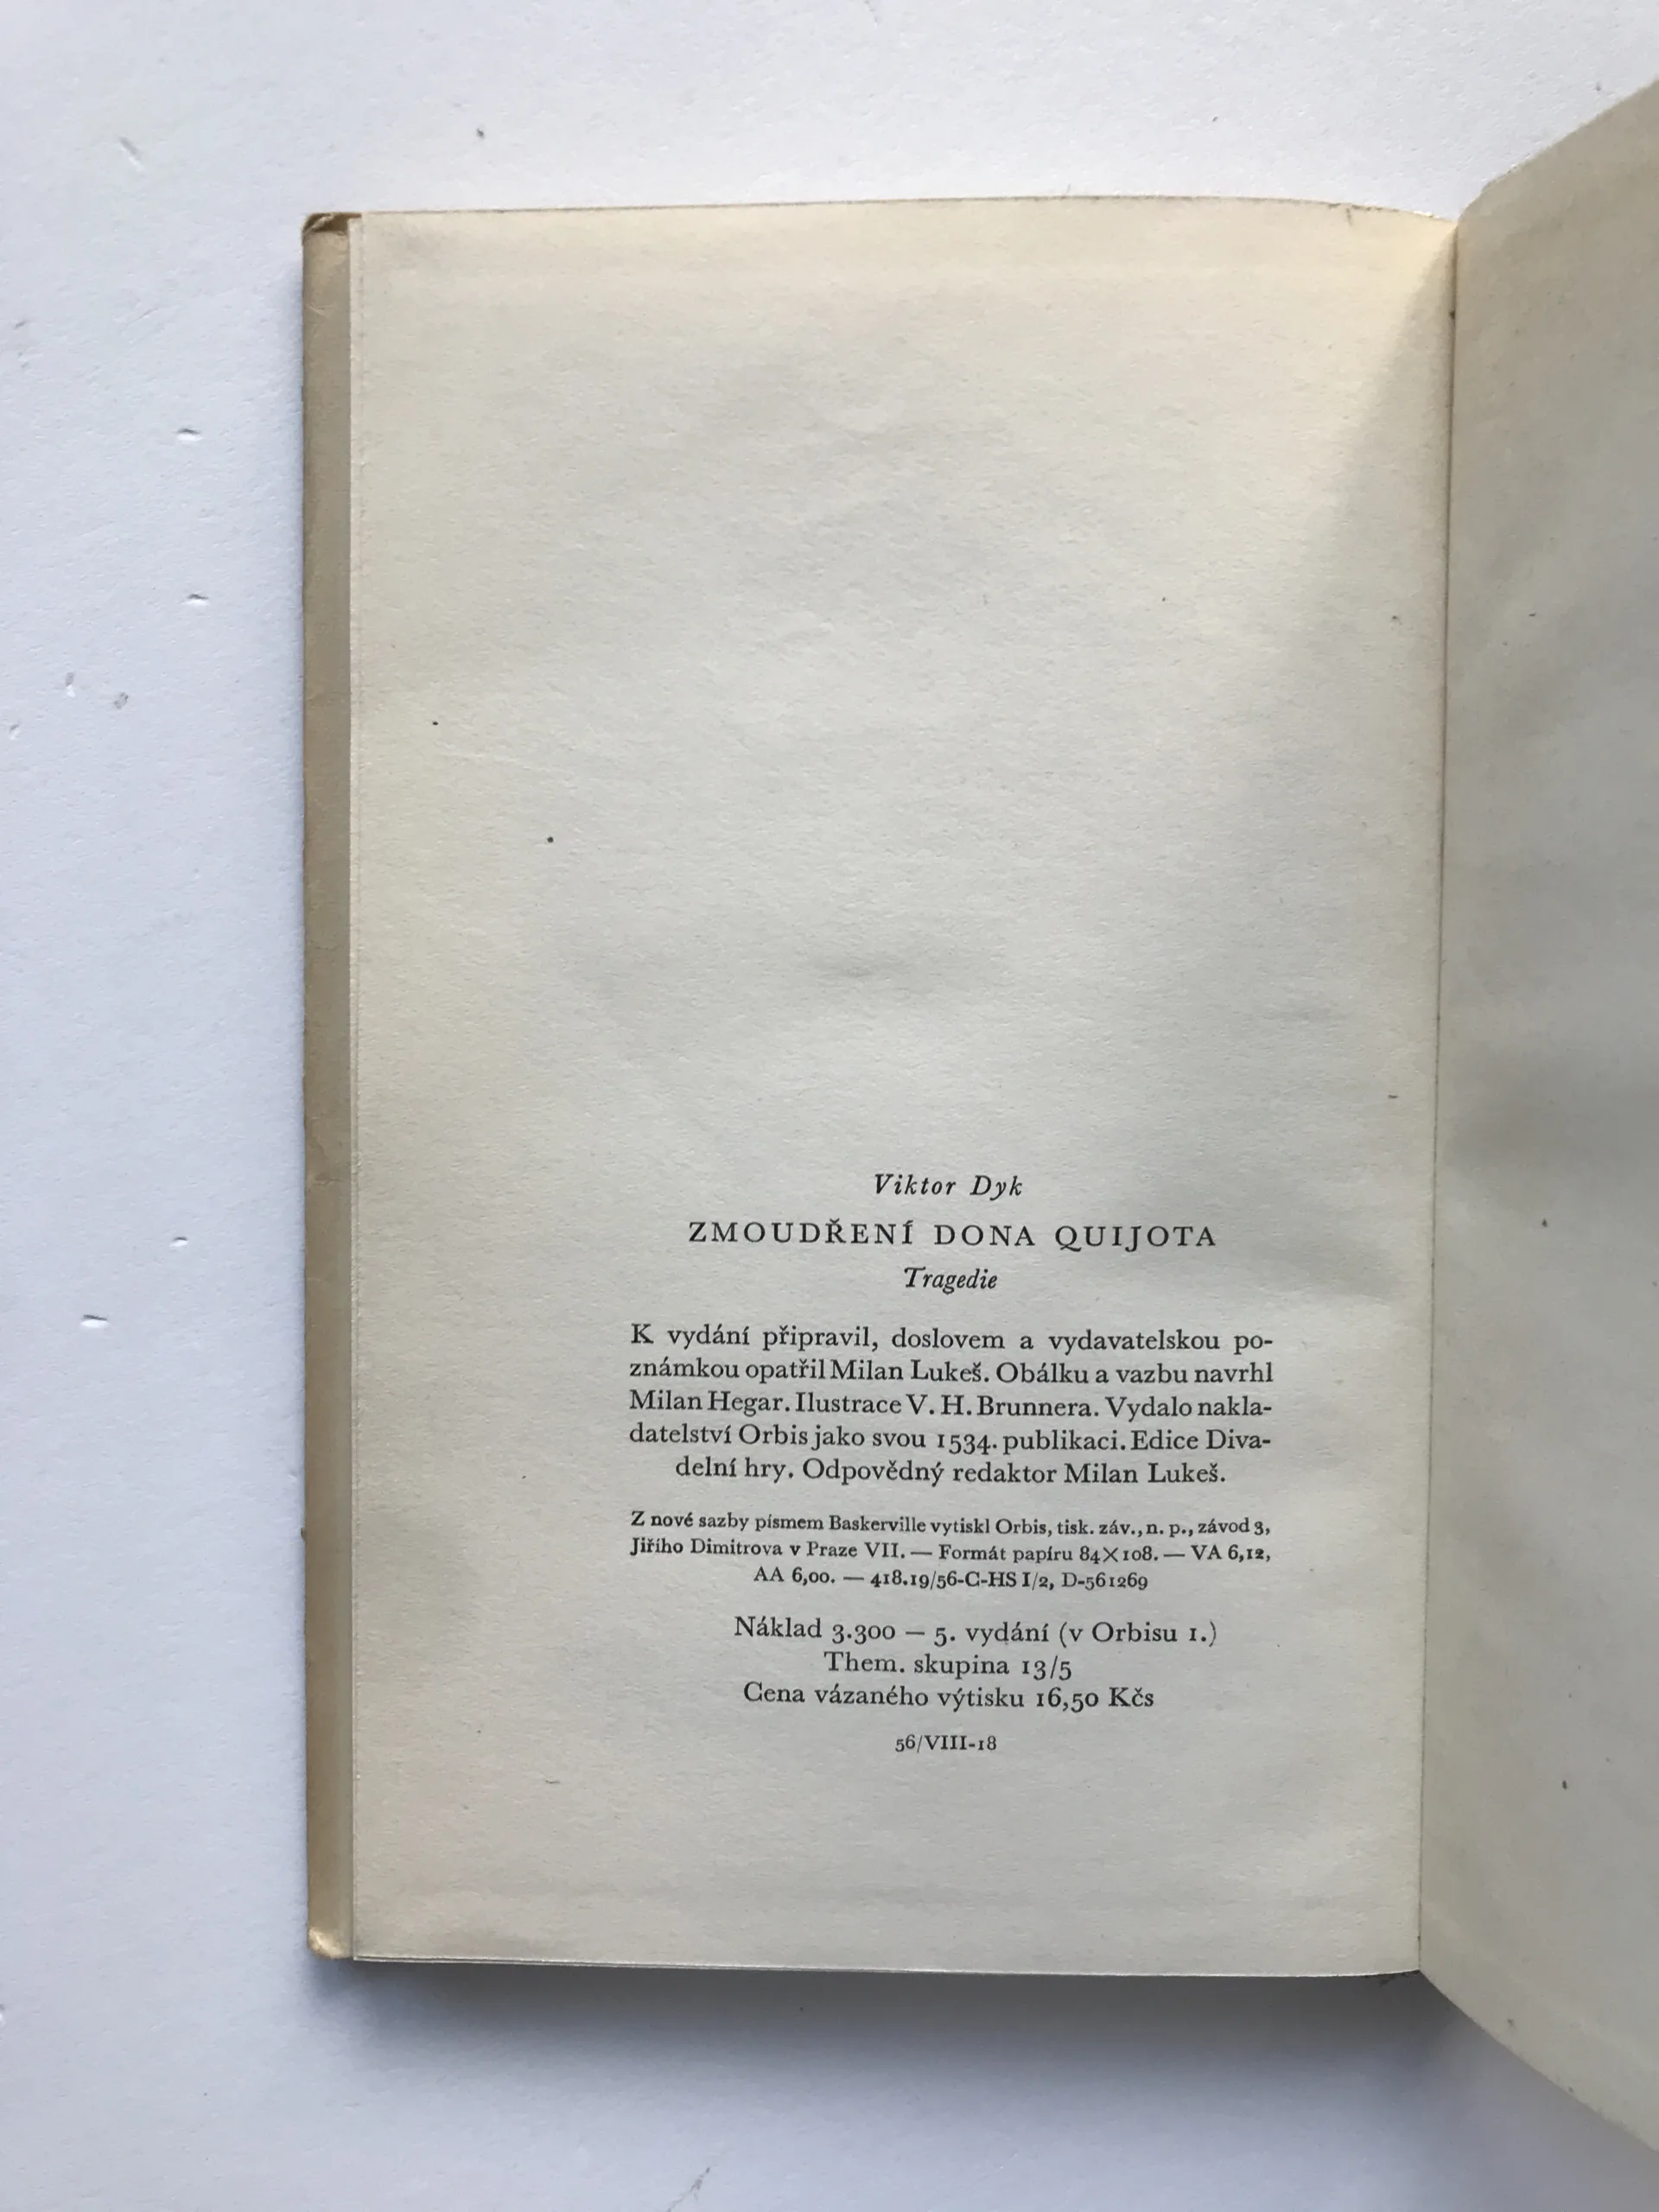 Viktor Dyk
ZMOUDŘENÍ DONA QUIJOTA
Tragedie
K vydání připravil, doslovem a vydavatelskou po-
známkou opatřil Milan Lukeš. Obálku a vazbu navrhl
Milan Hegar. Ilustrace V. H. Brunnera. Vydalo nakla-
datelství Orbis jako svou 1534. publikaci. Edice Diva-
delní hry. Odpovědný redaktor Milan Lukeš.
Z nové sazby písmem Baskerville vytiskl Orbis, tisk. záv., n. p., závod 3,
Jiřího Dimitrova v Praze VII. — Formát papíru 84×108. — VA 6,12,
AA 6,00. — 418.19/56-C-HS I/2, D-561269
Náklad 3.300 — 5. vydání (v Orbisu 1.)
Them. skupina 13/5
Cena vázaného výtisku 16,50 Kčs
56/VIII-18